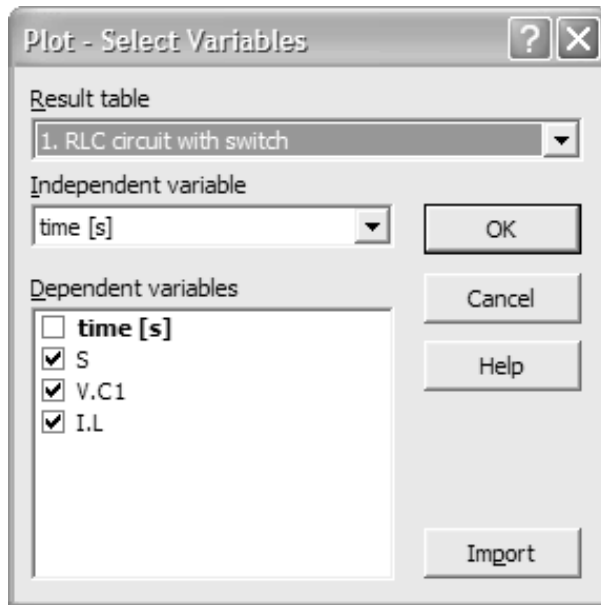 Plot - Select Variables
Result table
1. RLC circuit with switch
Independent variable
time [s]
OK
Dependent variables
Cancel
time [s]
S
Help
V.C1
I.L
Import